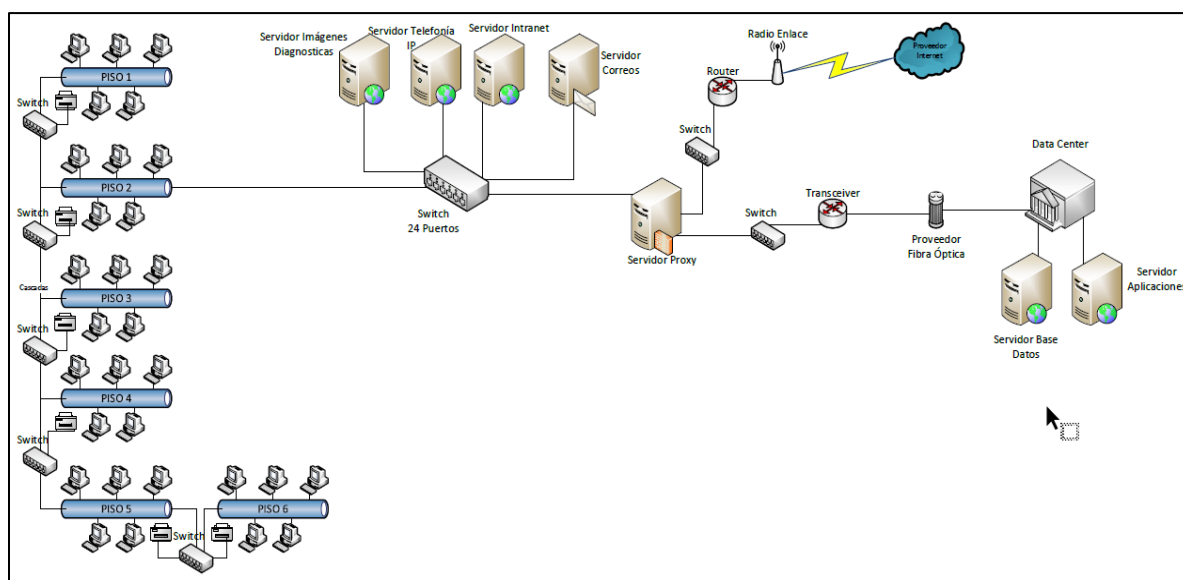 PISO 1
Switch
PISO 2
Switch
Cascadas
PISO 3
Switch
PISO 4
Switch
PISO 5
PISO 6
Switch
Servidor Imágenes
Diagnosticas
Servidor Telefonía
IP
Servidor Intranet
Servidor
Correos
Switch
24 Puertos
Radio Enlace
Proveedor
Internet
Router
Switch
Servidor Proxy
Switch
Transceiver
Proveedor
Fibra Óptica
Data Center
Servidor Base
Datos
Servidor
Aplicaciones